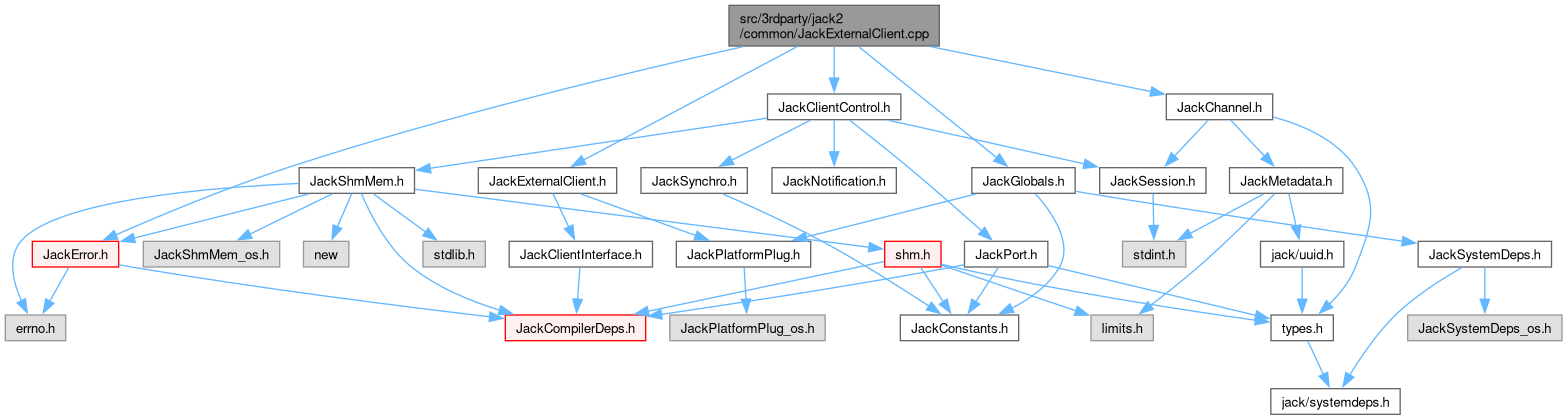 src/3rdparty/jack2
/common/JackExternalClient.cpp
JackClientControl.h
JackChannel.h
JackShmMem.h
JackExternalClient.h
JackSynchro.h
JackNotification.h
JackGlobals.h
JackSession.h
JackMetadata.h
JackError.h
JackShmMem_os.h
new
stdlib.h
JackClientInterface.h
JackPlatformPlug.h
shm.h
JackPort.h
stdint.h
jack/uuid.h
JackSystemDeps.h
errno.h
JackCompilerDeps.h
JackPlatformPlug_os.h
JackConstants.h
limits.h
types.h
JackSystemDeps_os.h
jack/systemdeps.h